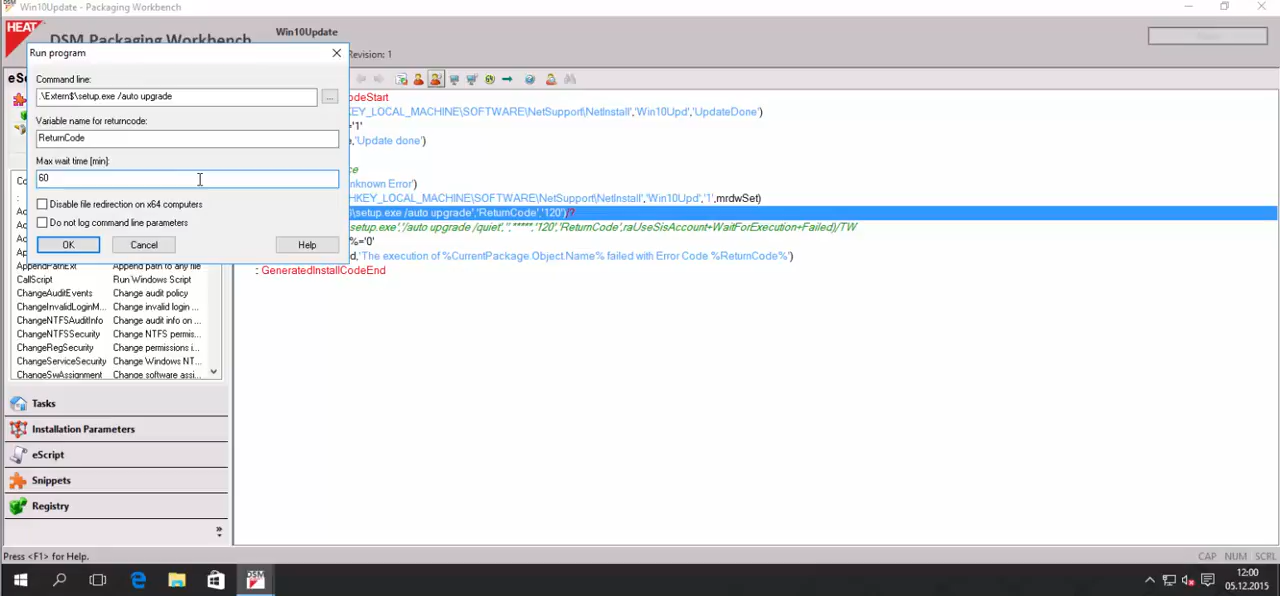 Win10Update - Packaging Workbench
HEAT
DSM Packaging Workbench
Win10Update
Revision: 1
Run program
Command line:
.\Extern$\setup.exe /auto upgrade
...
Variable name for returncode:
ReturnCode
Max wait time [min]:
60
Disable file redirection on x64 computers
Do not log command line parameters
OK
Cancel
Help
odeStart
KEY_LOCAL_MACHINE\SOFTWARE\NetSupport\NetInstall','Win10Upd','UpdateDone')
='1'
,'Update done')
ce
nknown Error')
HKEY_LOCAL_MACHINE\SOFTWARE\NetSupport\NetInstall','Win10Upd','1',mrdwSet)
$\setup.exe /auto upgrade','ReturnCode','120')/?
setup.exe','/auto upgrade /quiet','','*****','120','ReturnCode',raUseSisAccount+WaitForExecution+Failed)/TW
%='0'
d,'The execution of %CurrentPackage.Object.Name% failed with Error Code %ReturnCode%')
: GeneratedInstallCodeEnd
AppendPathExt Append path to any file
CallScript Run Windows Script
ChangeAuditEvents Change audit policy
ChangeInvalidLoginM... Change invalid login ...
ChangeNTFSAuditInfo Change audit info on ...
ChangeNTFSSecurity Change NTFS permis...
ChangeRegSecurity Change permissions i...
ChangeServiceSecurity Change Windows NT...
ChangeSwAssignment Change software assi...
Tasks
Installation Parameters
eScript
Snippets
Registry
Press <F1> for Help.
CAP NUM SCRL
DSM
12:00
05.12.2015